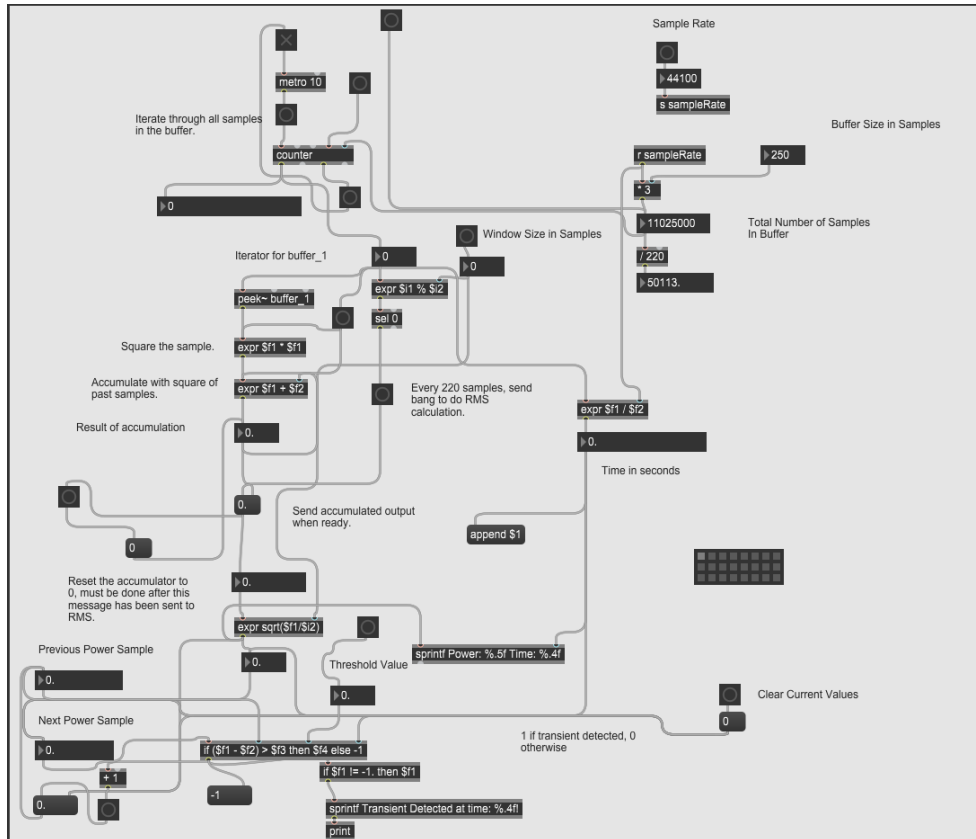 Sample Rate
metro 10
44100
s sampleRate
Iterate through all samples
in the buffer.
Buffer Size in Samples
counter
r sampleRate
250
* 3
0
11025000
Total Number of Samples
In Buffer
Window Size in Samples
Iterator for buffer_1
0
0
/ 220
expr $i1 % $i2
50113.
peek~ buffer_1
sel 0
Square the sample.
expr $f1 * $f1
Accumulate with square of
past samples.
expr $f1 + $f2
Every 220 samples, send
bang to do RMS
calculation.
expr $f1 / $f2
Result of accumulation
0.
0.
Time in seconds
0.
Send accumulated output
when ready.
append $1
0
Reset the accumulator to
0, must be done after this
message has been sent to
RMS.
0.
expr sqrt($f1/$i2)
Previous Power Sample
0.
Threshold Value
sprintf Power: %.5f Time: %.4f
0.
0.
Clear Current Values
Next Power Sample
0
0.
if ($f1 - $f2) > $f3 then $f4 else -1
1 if transient detected, 0
otherwise
+ 1
if $f1 != -1. then $f1
-1
0.
sprintf Transient Detected at time: %.4f!
print